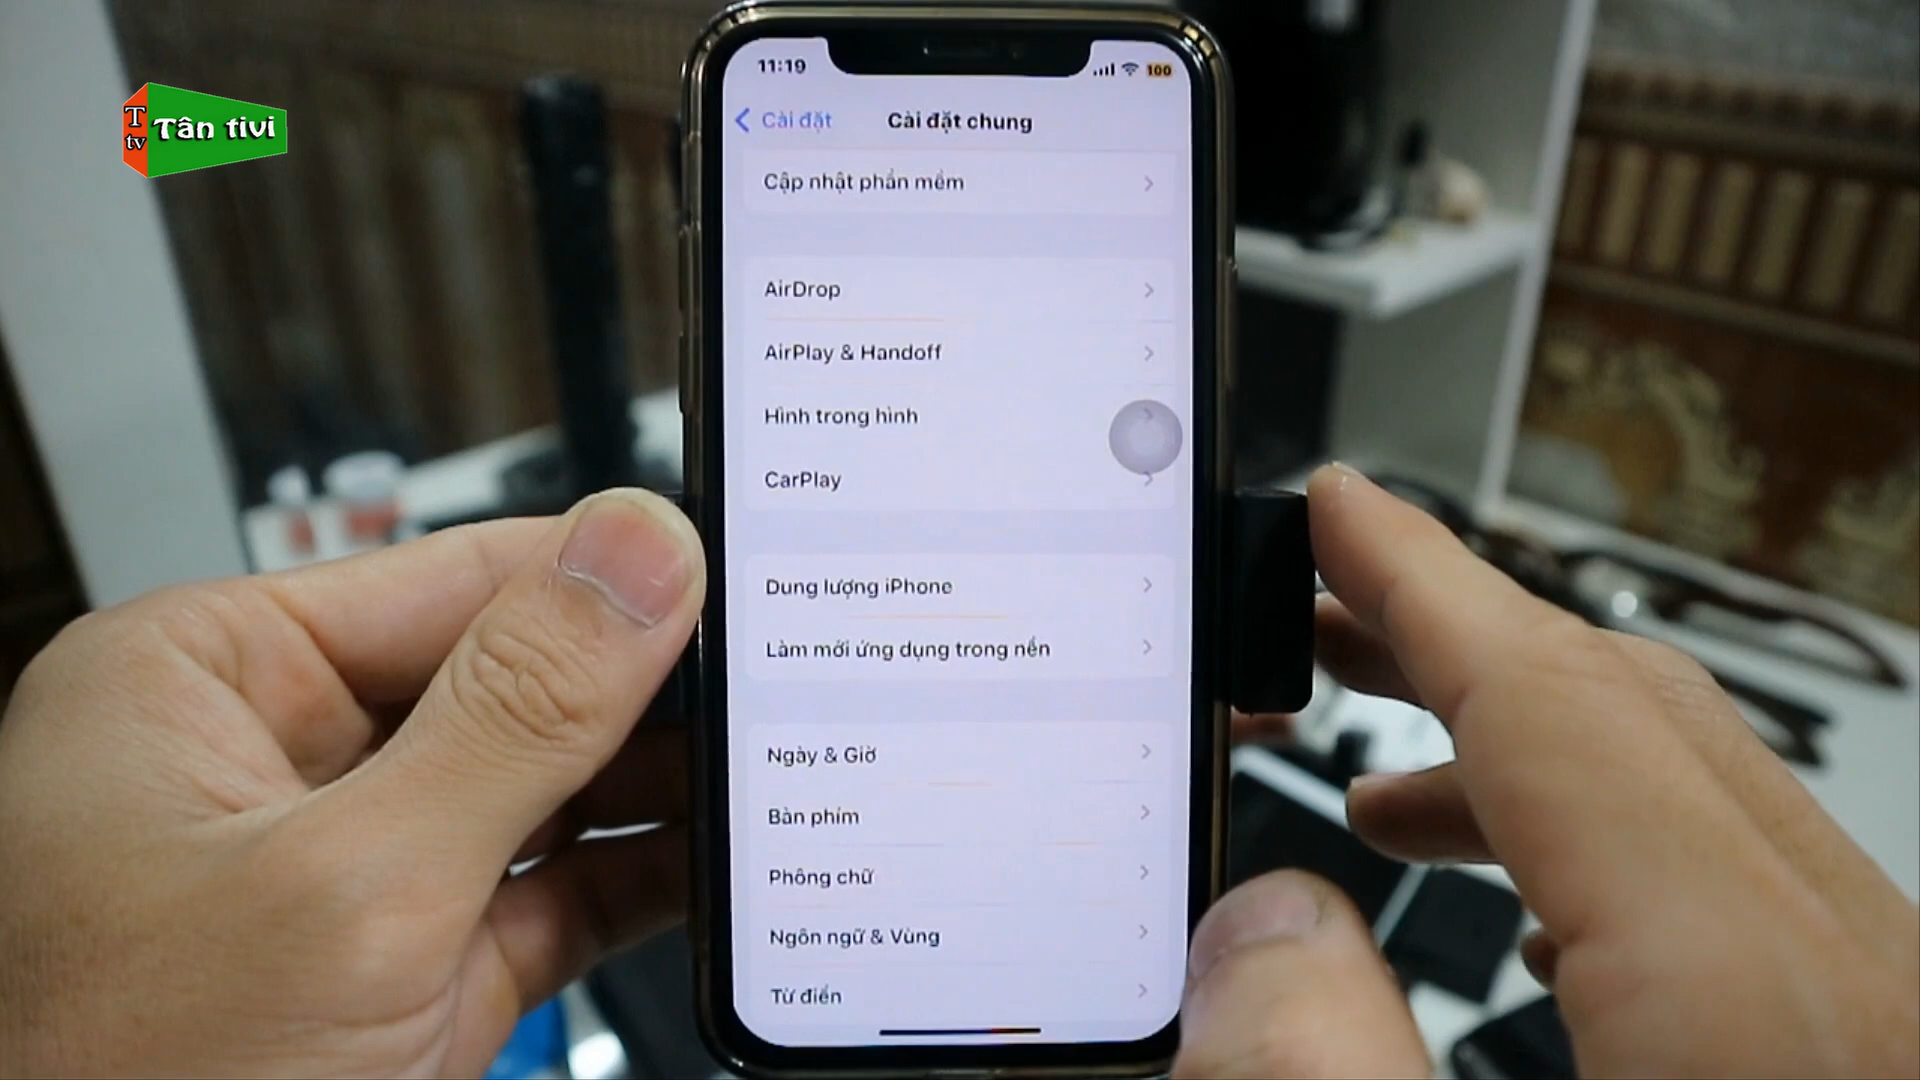 T
tv
Tân tivi
11:19
100
Cài đặt
Cài đặt chung
Cập nhật phần mềm
AirDrop
AirPlay & Handoff
Hình trong hình
CarPlay
Dung lượng iPhone
Làm mới ứng dụng trong nền
Ngày & Giờ
Bàn phím
Phông chữ
Ngôn ngữ & Vùng
Từ điển